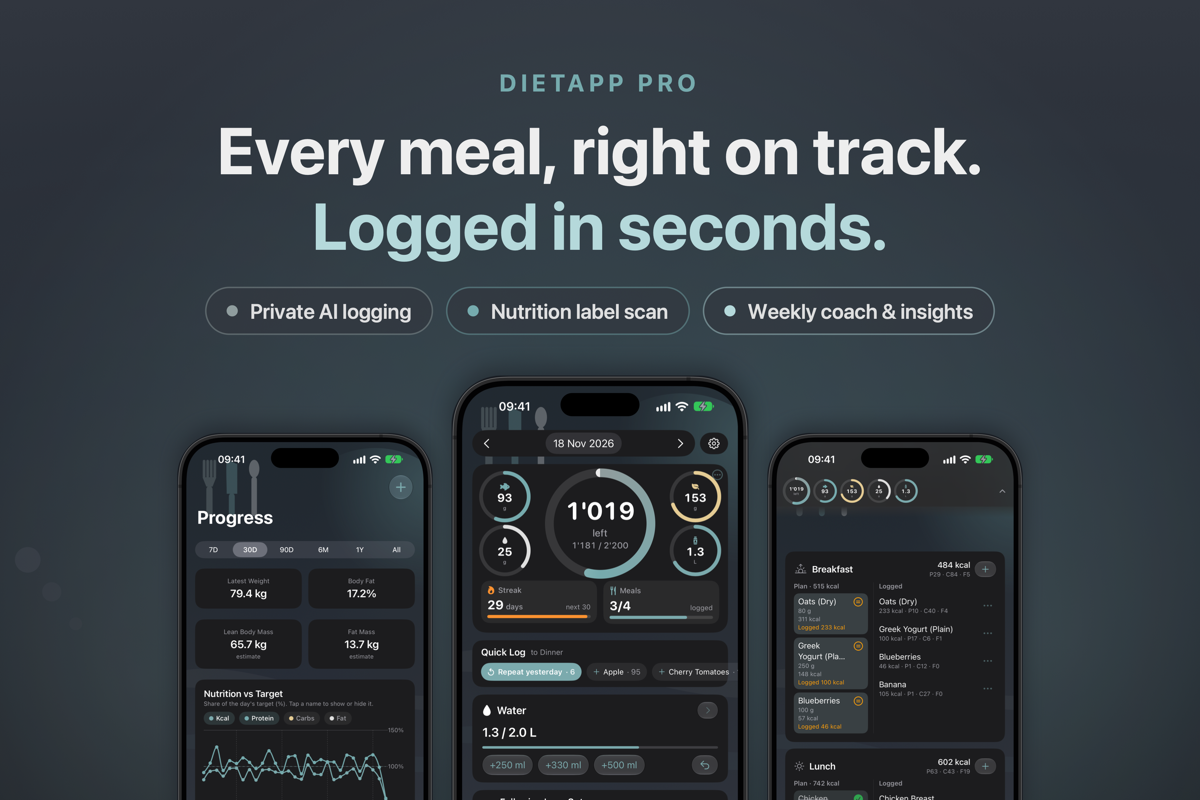 DIETAPP PRO
Every meal, right on track.
Logged in seconds.
Private AI logging
Nutrition label scan
Weekly coach & insights
09:41
Progress
7D 30D 90D 6M 1Y All
Latest Weight
79.4 kg
Body Fat
17.2%
Lean Body Mass
65.7 kg
estimate
Fat Mass
13.7 kg
estimate
Nutrition vs Target
Share of the day's target (%). Tap a name to show or hide it.
Kcal Protein Carbs Fat
150%
100%
09:41
18 Nov 2026
93
g
25
g
1'019
left
1'181 / 2'200
153
g
1.3
L
Streak
29 days next 30
Meals
3/4 logged
Quick Log to Dinner
Repeat yesterday · 6
+ Apple · 95
+ Cherry Tomatoes
Water
1.3 / 2.0 L
+250 ml +330 ml +500 ml
09:41
1'019
93
153
25
1.3
Breakfast
484 kcal
P29 · C84 · F5
Plan · 515 kcal
Logged
Oats (Dry)
80 g
311 kcal
Logged 233 kcal
Greek
Yogurt (Pla...
250 g
148 kcal
Logged 100 kcal
Blueberries
100 g
57 kcal
Logged 46 kcal
Oats (Dry)
233 kcal · P10 · C40 · F4
Greek Yogurt (Plain)
100 kcal · P17 · C6 · F1
Blueberries
46 kcal · P1 · C12 · F0
Banana
105 kcal · P1 · C27 · F0
Lunch
602 kcal
P63 · C43 · F19
Plan · 742 kcal
Logged
Chicken
Chicken Breast